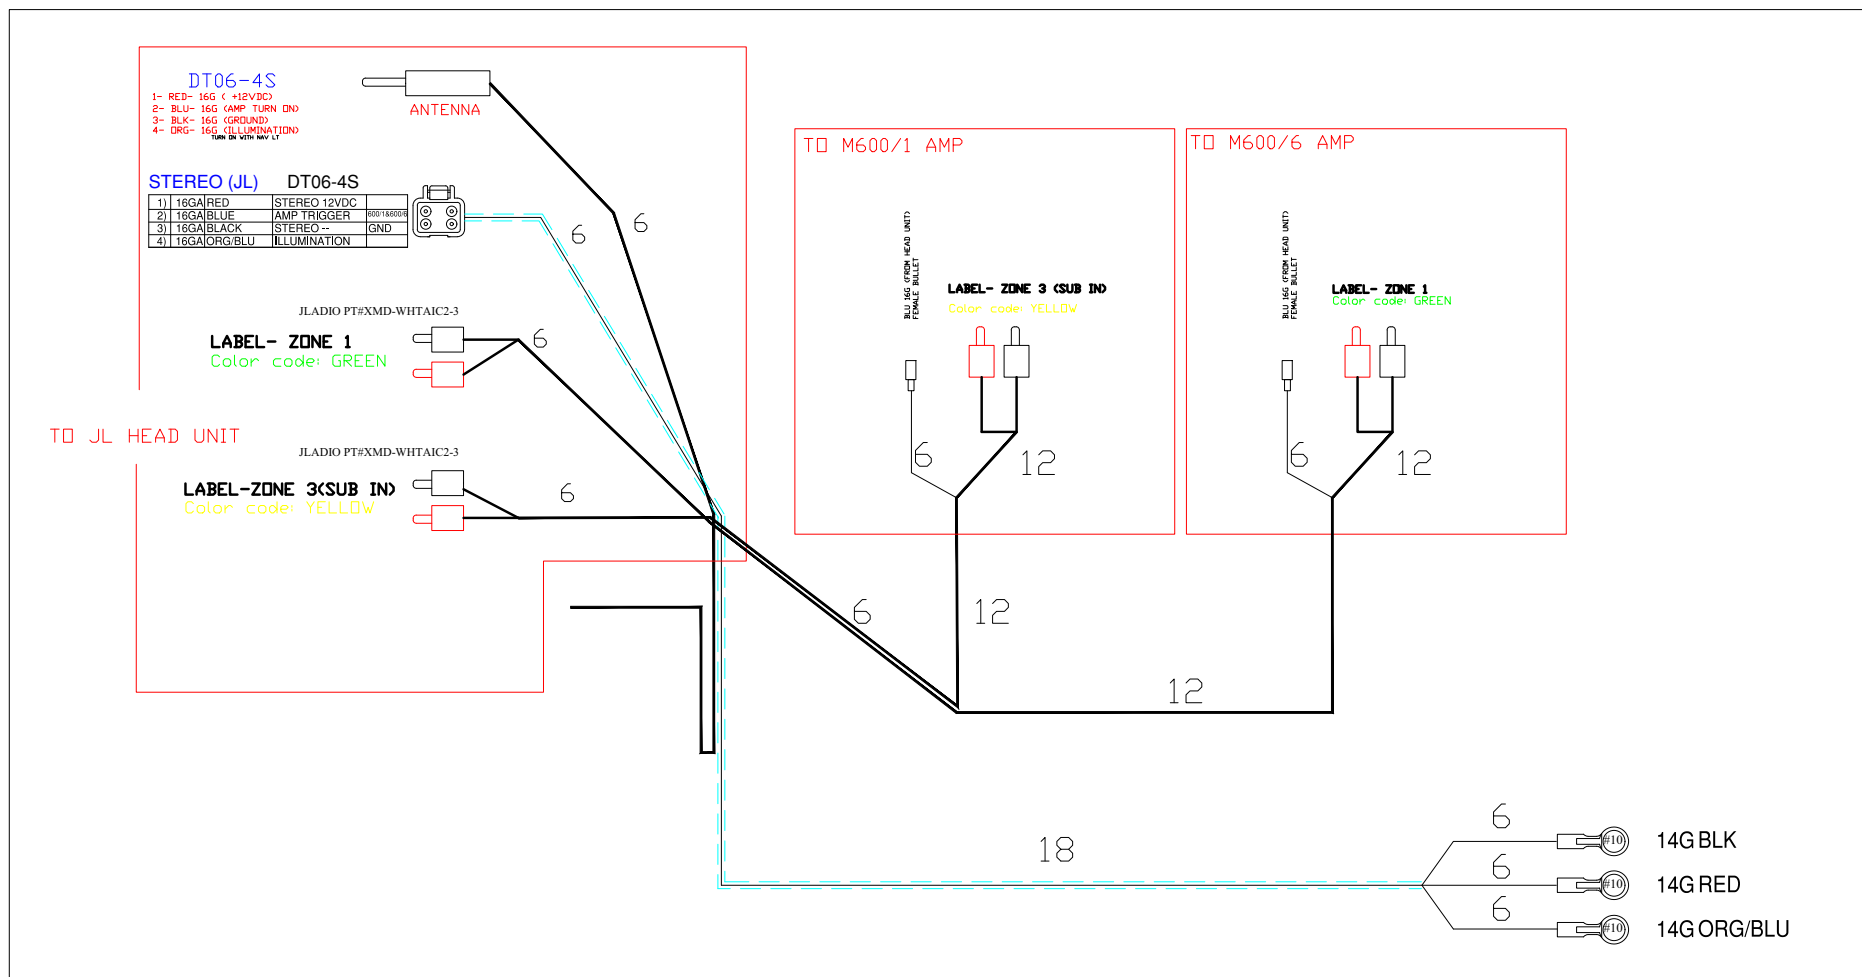 DT06-4S
1- RED- 16G ( +12VDC)
2- BLU- 16G (AMP TURN ON)
3- BLK- 16G (GROUND)
4- ORG- 16G (ILLUMINATION)
TURN ON WITH NAV LT
ANTENNA
STEREO (JL) DT06-4S
1) 16GA RED STEREO 12VDC
2) 16GA BLUE AMP TRIGGER 600/1&600/6
3) 16GA BLACK STEREO -- GND
4) 16GA ORG/BLU ILLUMINATION
6
6
JLADIO PT#XMD-WHTAIC2-3
LABEL- ZONE 1
Color code: GREEN
6
TO JL HEAD UNIT
JLADIO PT#XMD-WHTAIC2-3
LABEL-ZONE 3(SUB IN)
Color code: YELLOW
6
TO M600/1 AMP
BLU 16G (FROM HEAD UNIT)
FEMALE BULLET
LABEL- ZONE 3 (SUB IN)
Color code: YELLOW
6
12
TO M600/6 AMP
BLU 16G (FROM HEAD UNIT)
FEMALE BULLET
LABEL- ZONE 1
Color code: GREEN
6
12
6
12
12
18
6
#10
14G BLK
6
#10
14G RED
6
#10
14G ORG/BLU